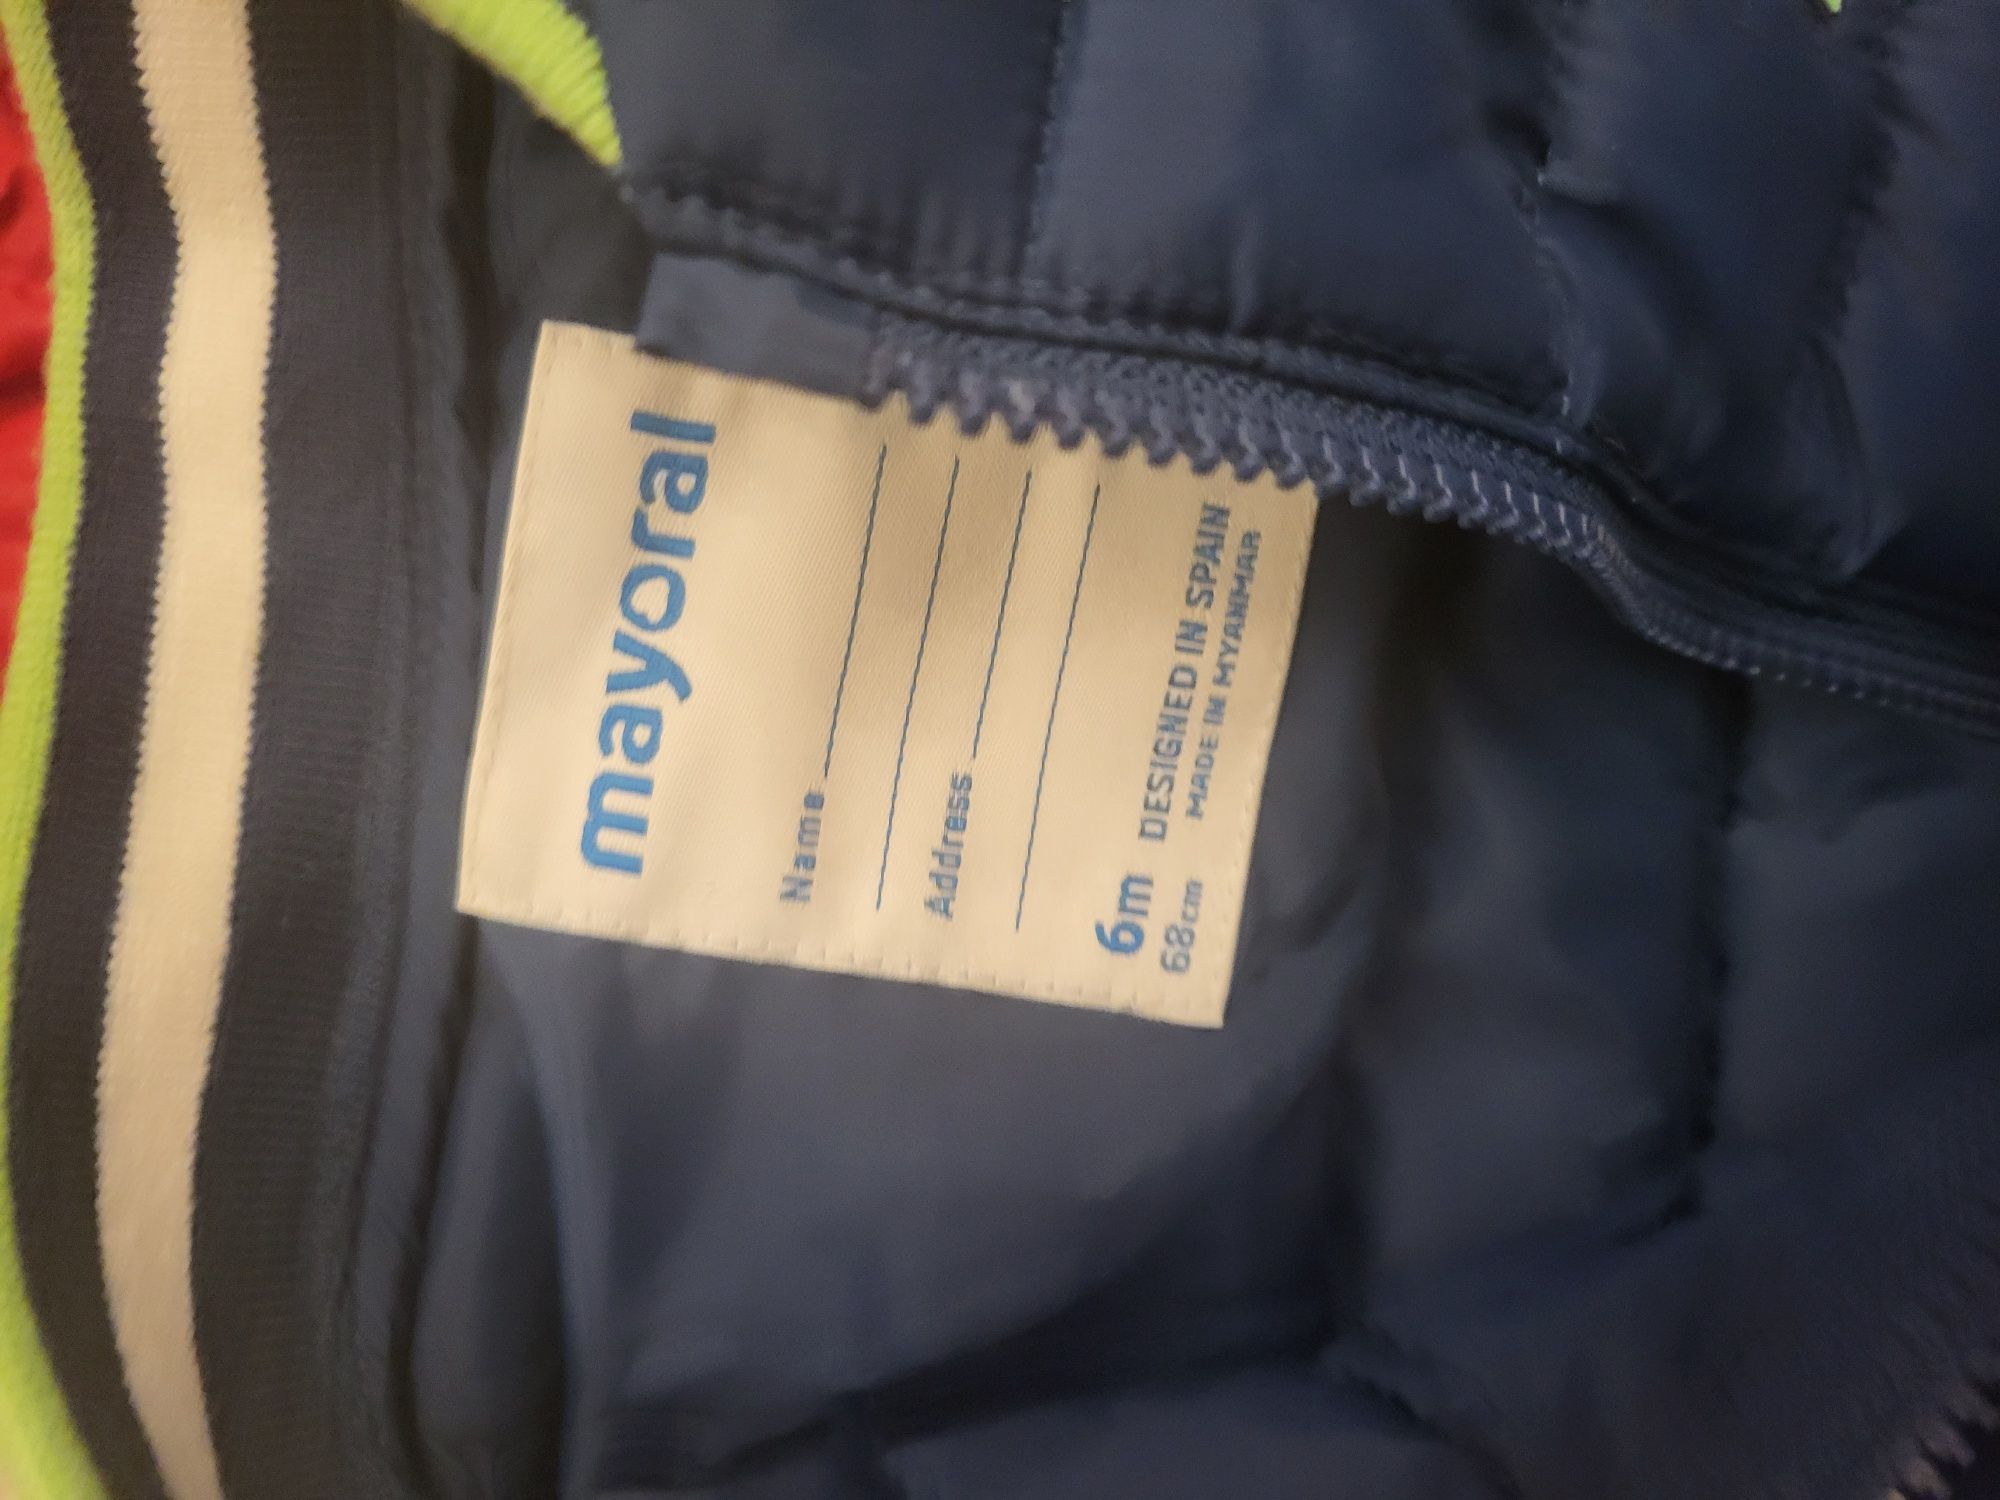 mayoral
Name
Address
6m DESIGNED IN SPAIN
68cm MADE IN MYANMAR